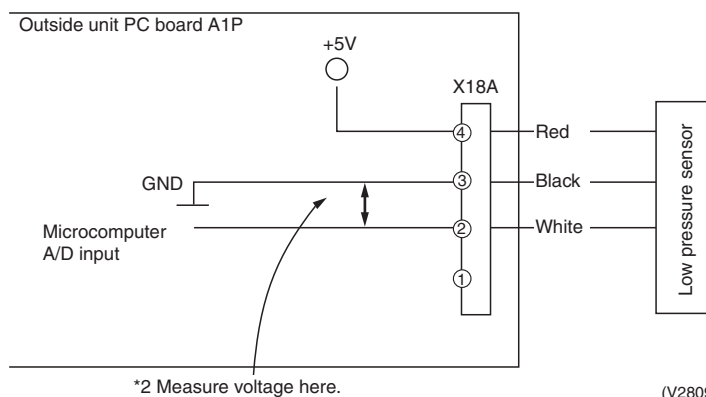 Outside unit PC board A1P
+5V
X18A
4
Red
GND
3
Black
Microcomputer
A/D input
2
White
1
Low pressure sensor
*2 Measure voltage here.
(V2809